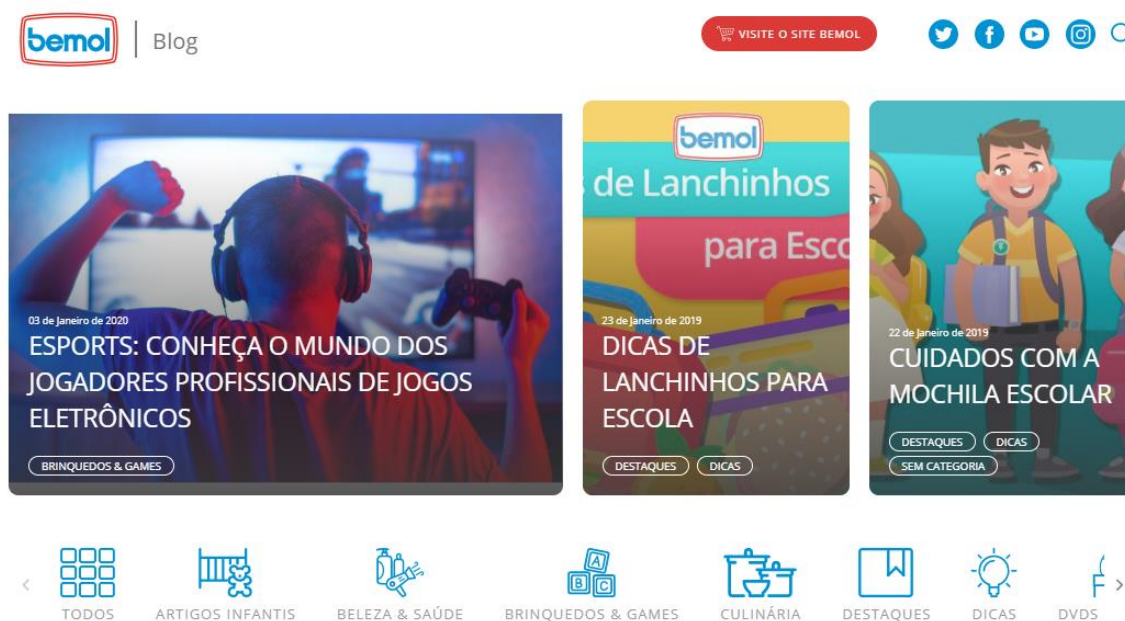 bemol
Blog
VISITE O SITE BEMOL
03 de Janeiro de 2020
ESPORTS: CONHEÇA O MUNDO DOS
JOGADORES PROFISSIONAIS DE JOGOS
ELETRÔNICOS
BRINQUEDOS & GAMES
bemol
de Lanchinhos
para Esco
23 de Janeiro de 2019
DICAS DE
LANCHINHOS PARA
ESCOLA
DESTAQUES DICAS
22 de Janeiro de 2019
CUIDADOS COM A
MOCHILA ESCOLAR
DESTAQUES DICAS
SEM CATEGORIA
A
B C
TODOS ARTIGOS INFANTIS BELEZA & SAÚDE BRINQUEDOS & GAMES CULINÁRIA DESTAQUES DICAS DVDS